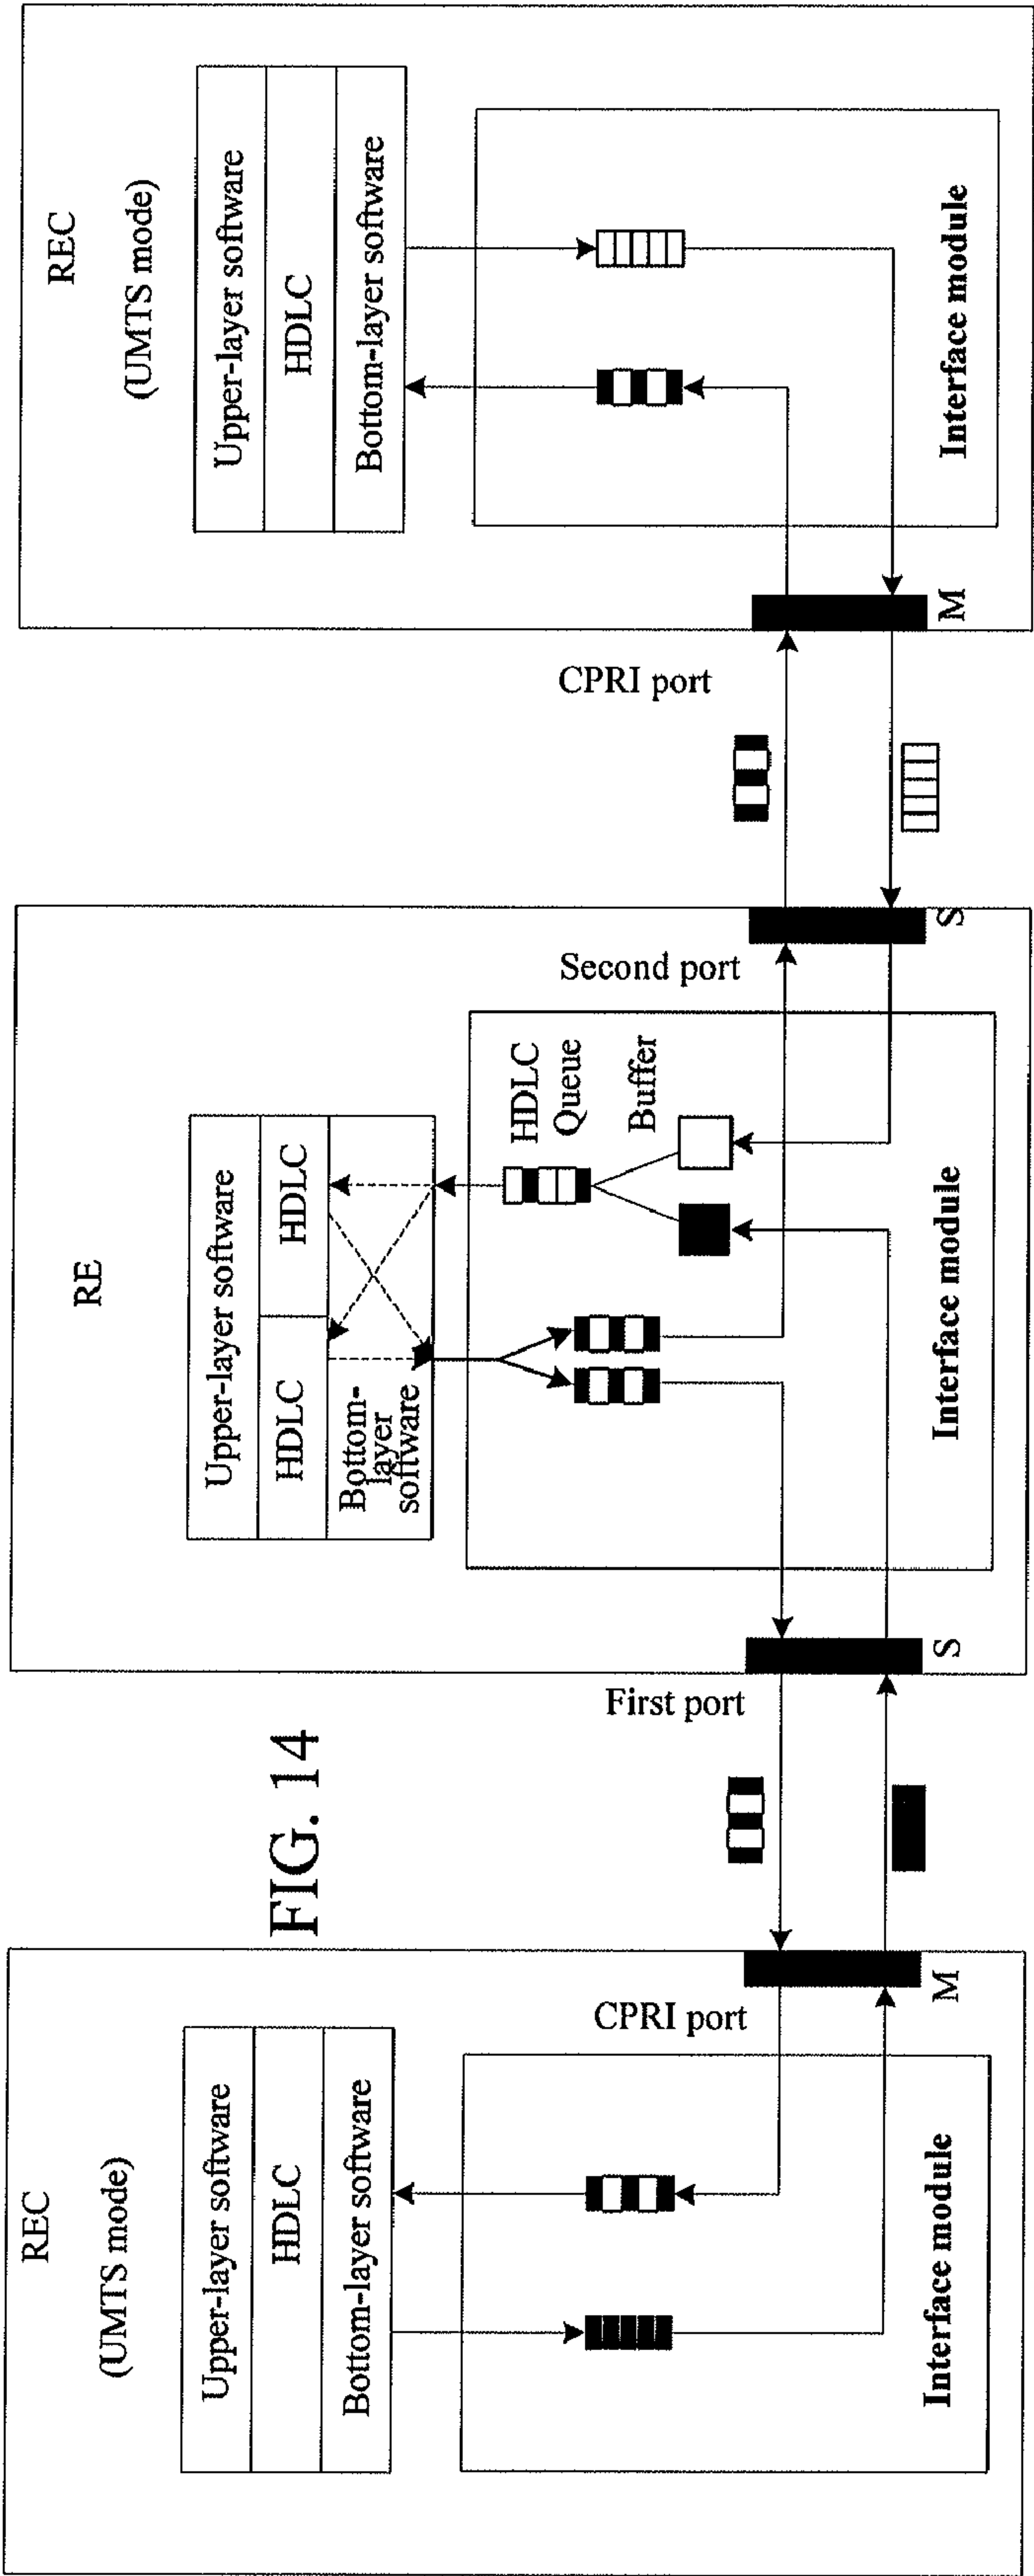 REC
(UMTS mode)
Upper-layer software
HDLC
Bottom-layer software
Interface module
CPRI port
M
FIG. 14
First port
S
RE
Upper-layer software
HDLC
HDLC
Bottom-
layer
software
HDLC
Queue
Buffer
Interface module
Second port
S
REC
(UMTS mode)
Upper-layer software
HDLC
Bottom-layer software
Interface module
CPRI port
M